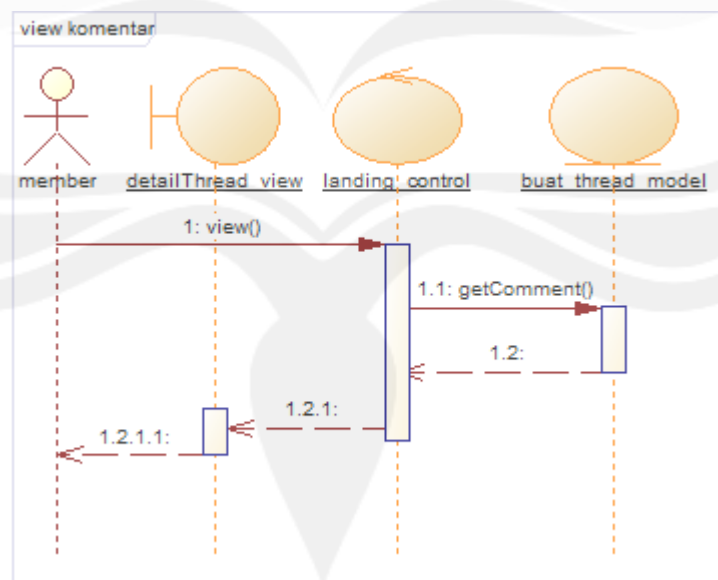 view komentar
member
detailThread_view
landing_control
buat_thread_model
1: view()
1.1: getComment()
1.2:
1.2.1:
1.2.1.1: